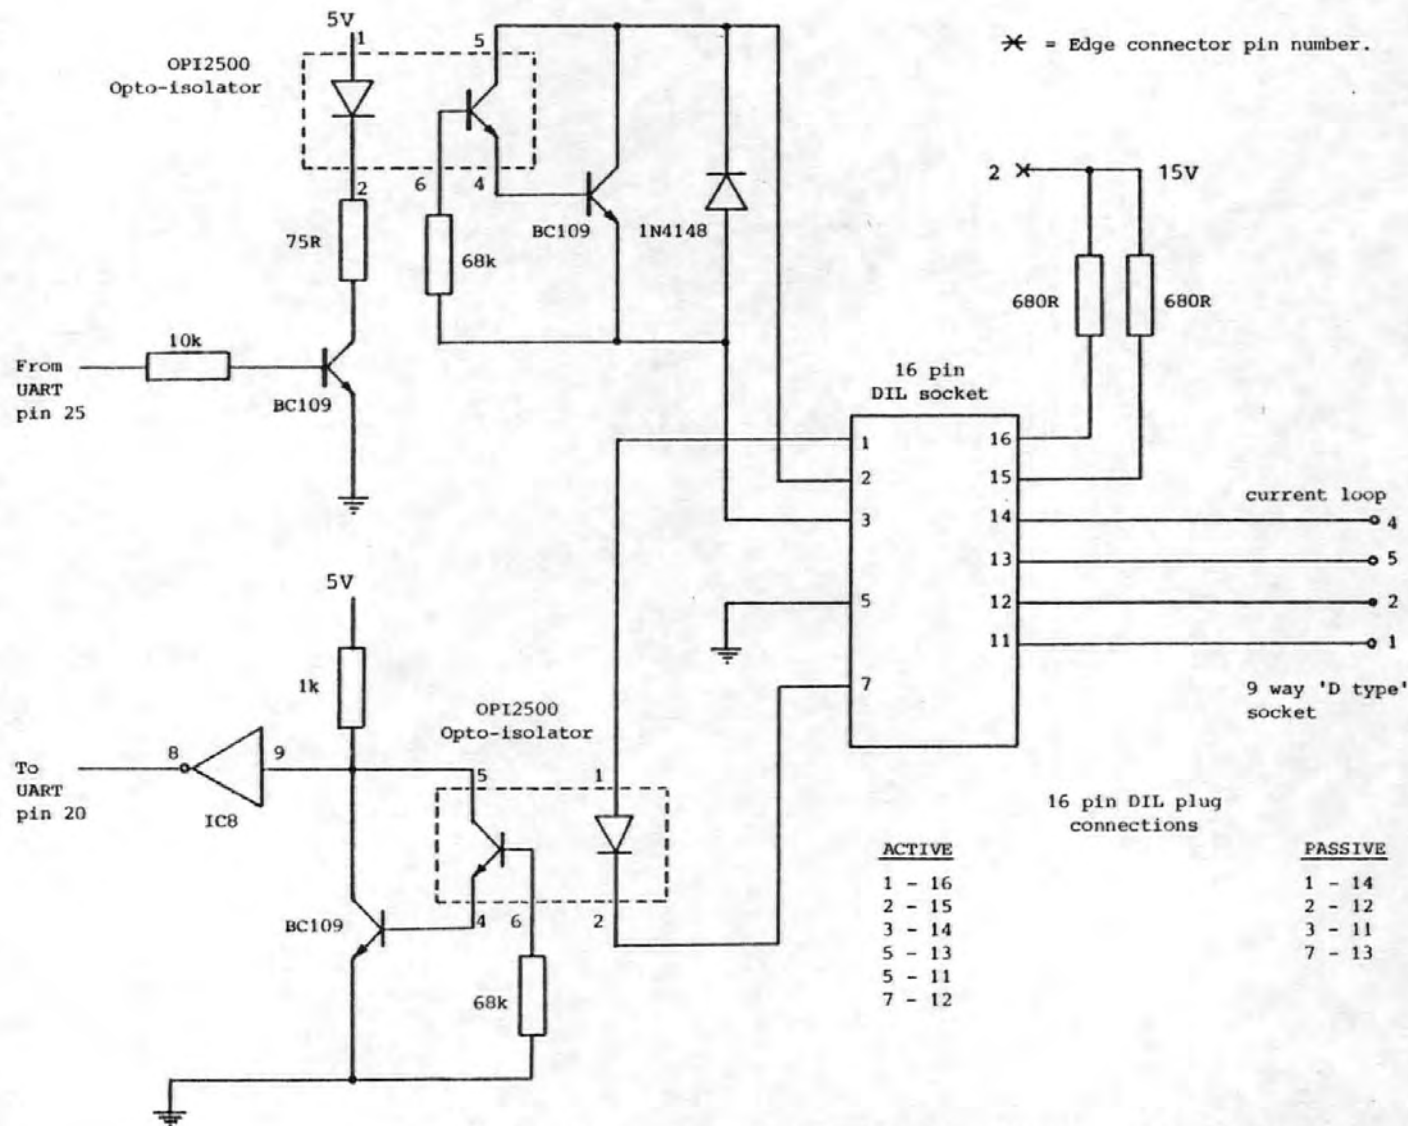 5V
1
5
OPI2500
Opto-isolator
✳ = Edge connector pin number.
2
6
4
75R
68k
BC109
1N4148
2
15V
680R
680R
10k
From
UART
pin 25
BC109
16 pin
DIL socket
1
16
2
15
3
14
13
5
12
11
7
current loop
4
5
2
1
9 way 'D type'
socket
5V
1k
OPI2500
Opto-isolator
8
9
5
1
To
UART
pin 20
IC8
BC109
4
6
2
68k
16 pin DIL plug
connections
ACTIVE
1 - 16
2 - 15
3 - 14
5 - 13
5 - 11
7 - 12
PASSIVE
1 - 14
2 - 12
3 - 11
7 - 13